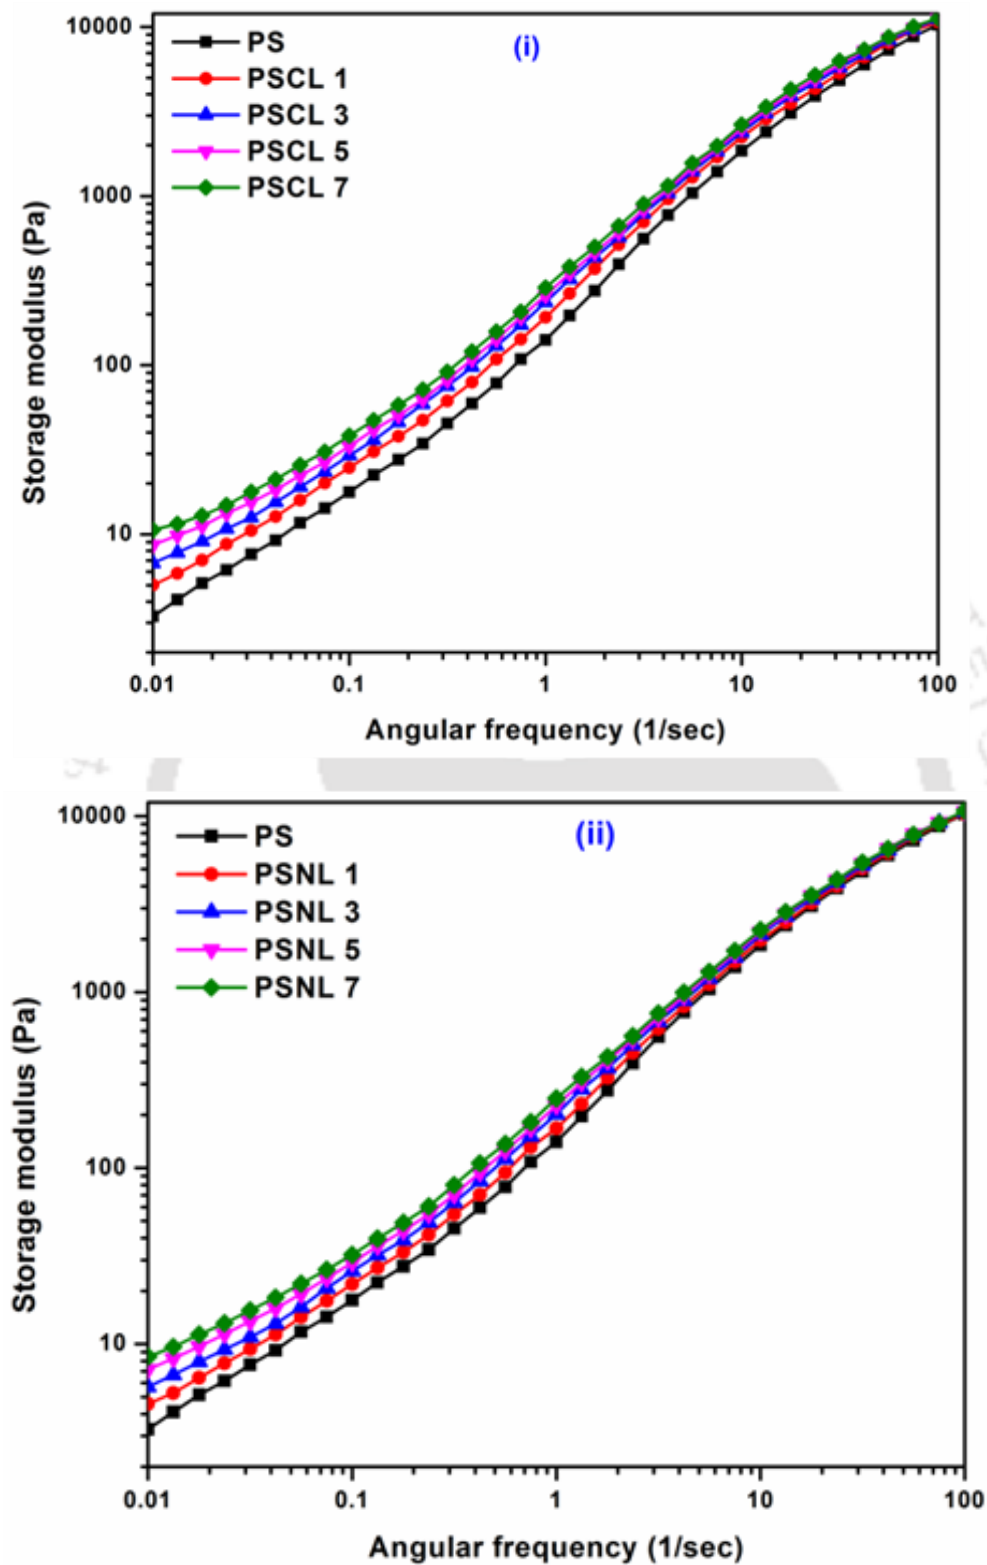 10000
1000
100
10
Storage modulus (Pa)
PS
PSCL 1
PSCL 3
PSCL 5
PSCL 7
(i)
0.01 0.1 1 10 100
Angular frequency (1/sec)
10000
1000
100
10
Storage modulus (Pa)
PS
PSNL 1
PSNL 3
PSNL 5
PSNL 7
(ii)
0.01 0.1 1 10 100
Angular frequency (1/sec)